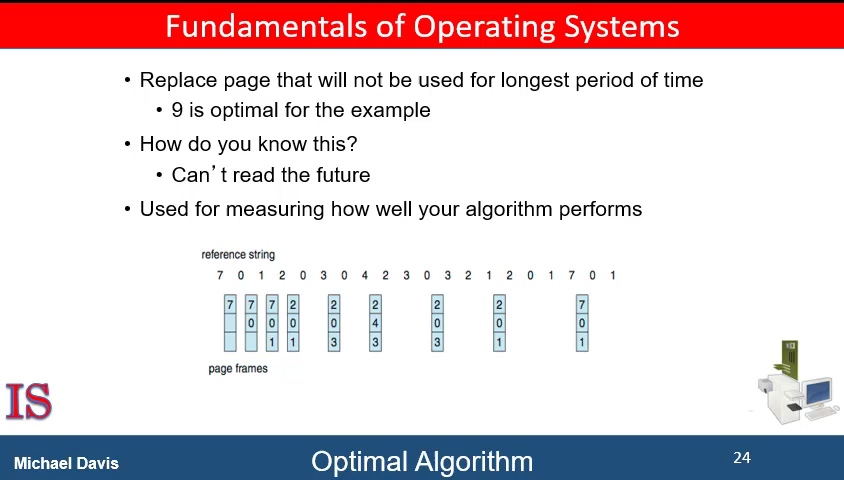 Fundamentals of Operating Systems
• Replace page that will not be used for longest period of time
• 9 is optimal for the example
• How do you know this?
• Can’t read the future
• Used for measuring how well your algorithm performs
reference string
7 0 1 2 0 3 0 4 2 3 0 3 2 1 2 0 1 7 0 1
7 7 7 2 2 2 2 2 7
0 0 0 0 4 0 0 0
1 1 3 3 3 1 1
page frames
IS
Michael Davis
Optimal Algorithm
24